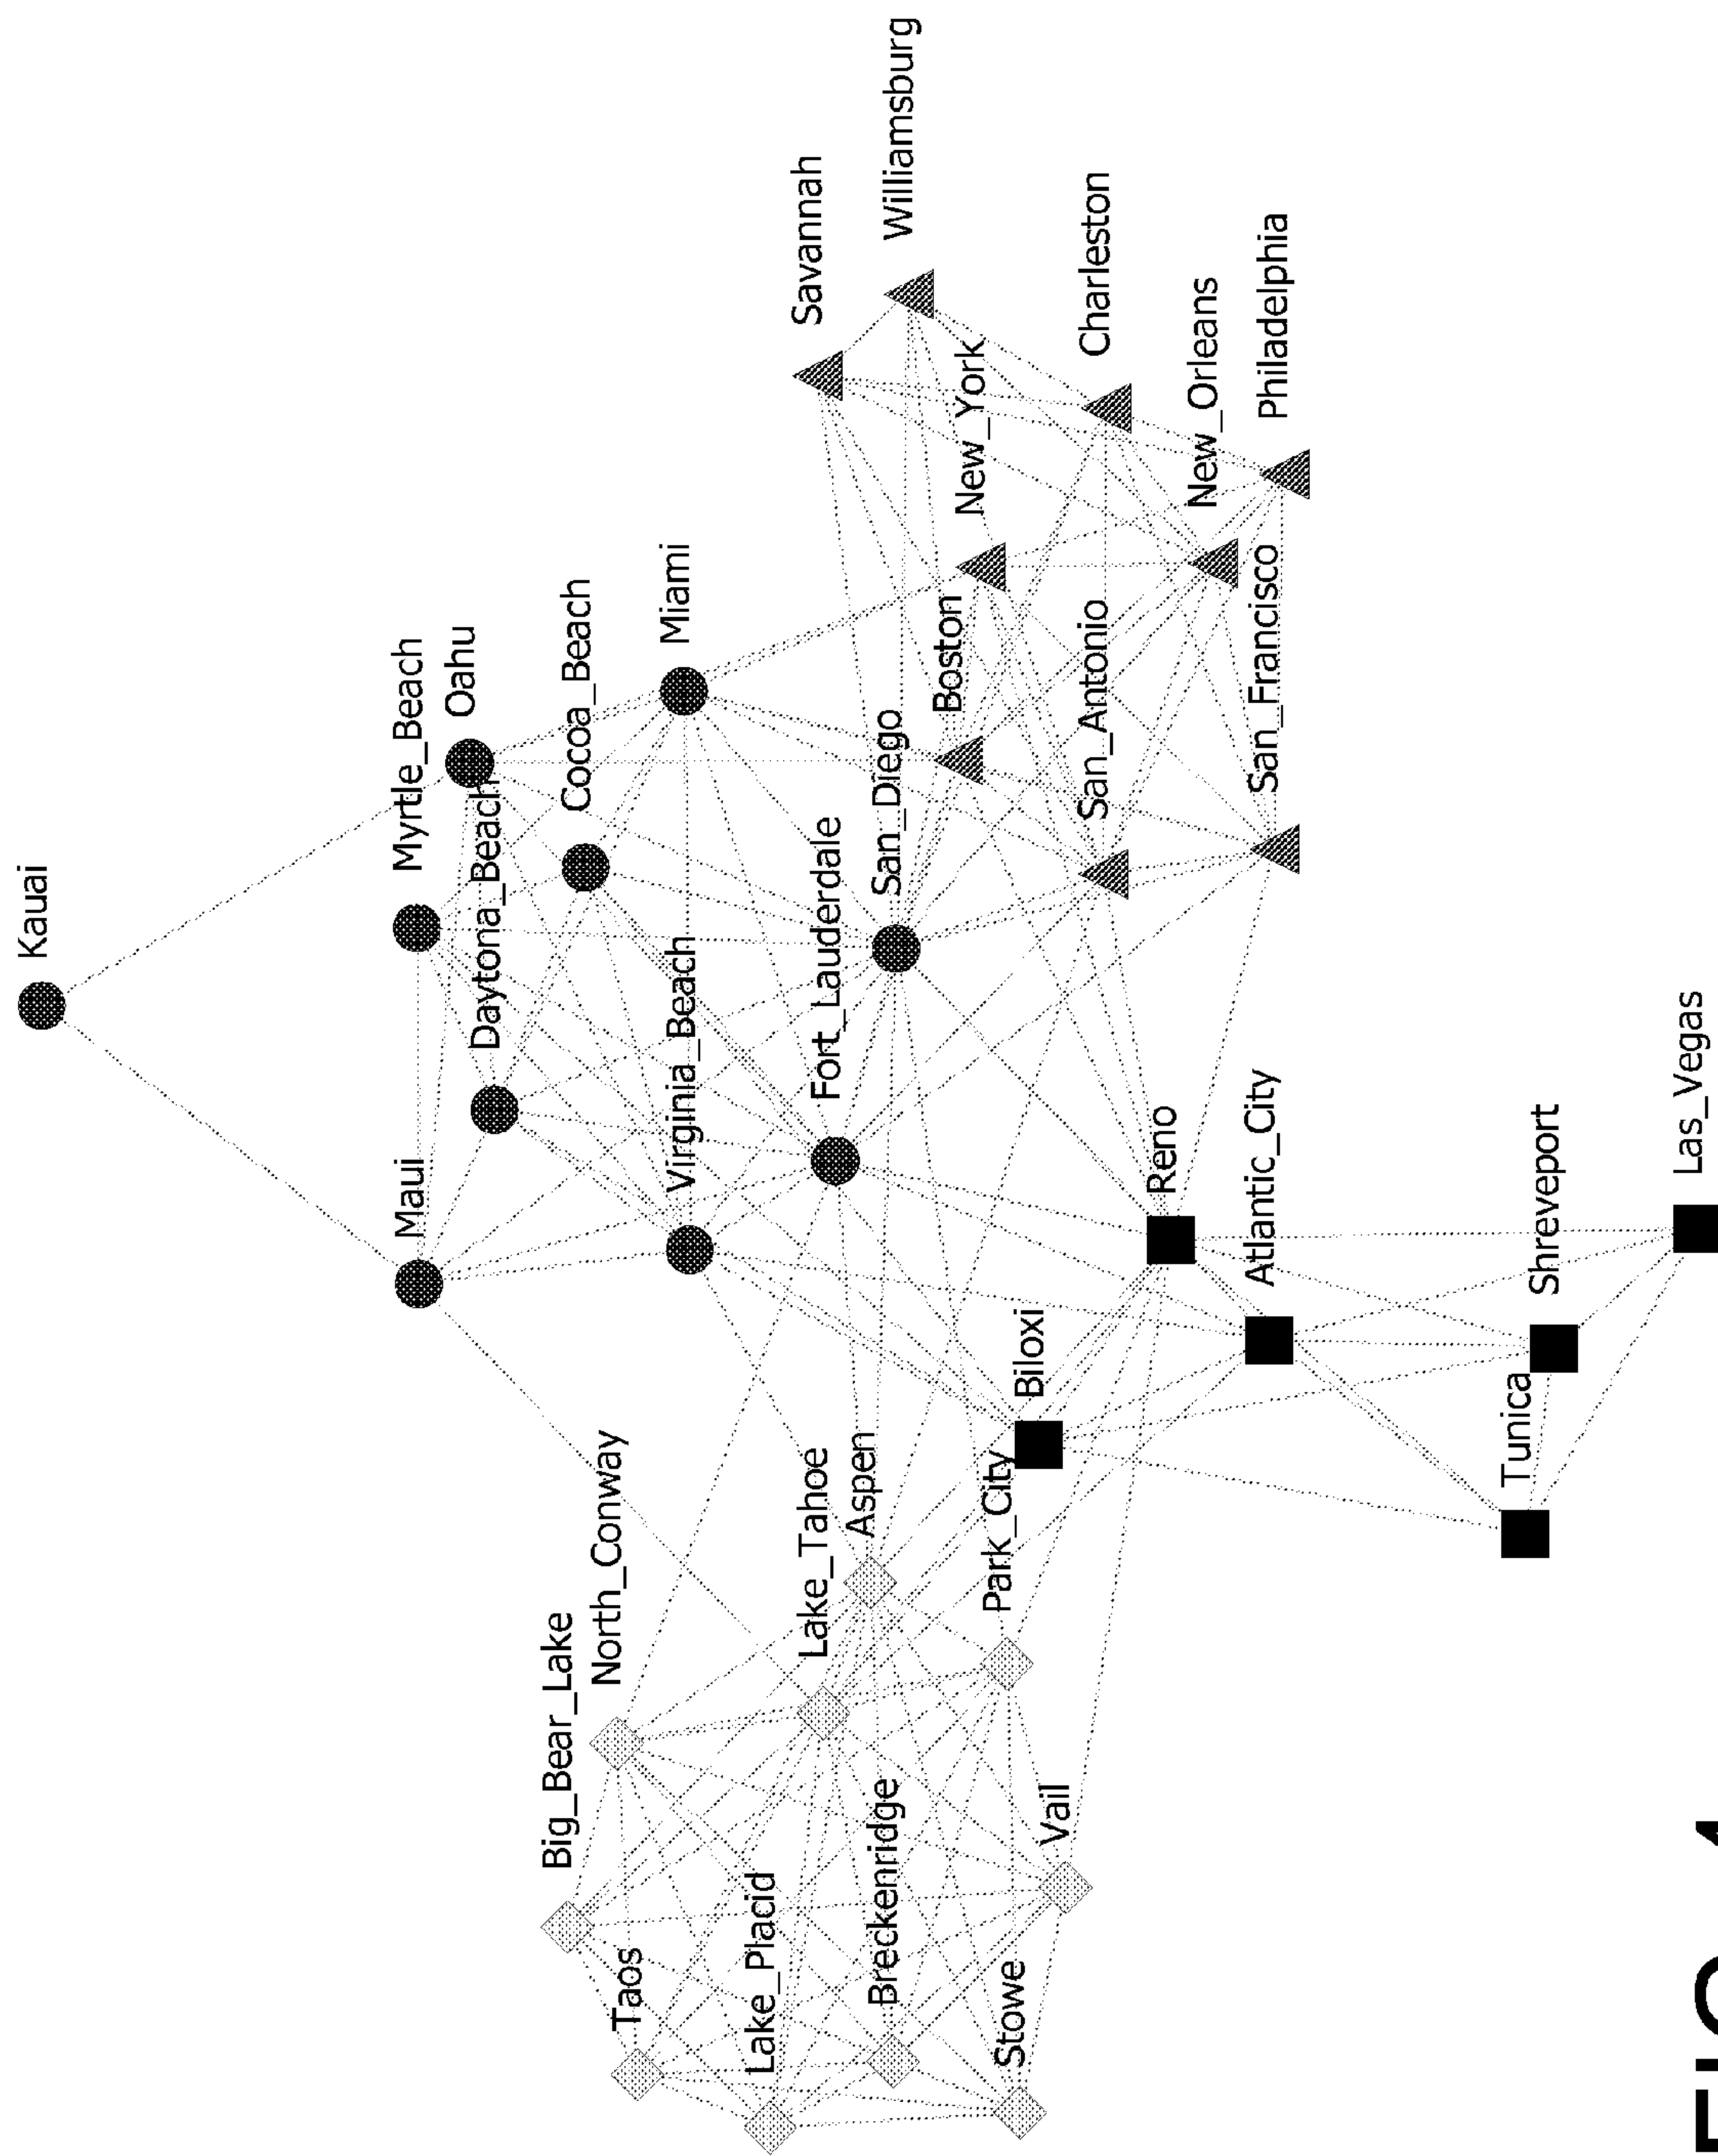 Kauai
Maui
Myrtle_Beach
Oahu
Daytona_Beach
Cocoa_Beach
Virginia_Beach
Miami
Fort_Lauderdale
San_Diego
Savannah
Williamsburg
New_York
Boston
Charleston
San_Antonio
New_Orleans
San_Francisco
Philadelphia
Big_Bear_Lake
North_Conway
Taos
Lake_Tahoe
Aspen
Lake_Placid
Breckenridge
Park_City
Stowe
Vail
Biloxi
Reno
Atlantic_City
Tunica
Shreveport
Las_Vegas